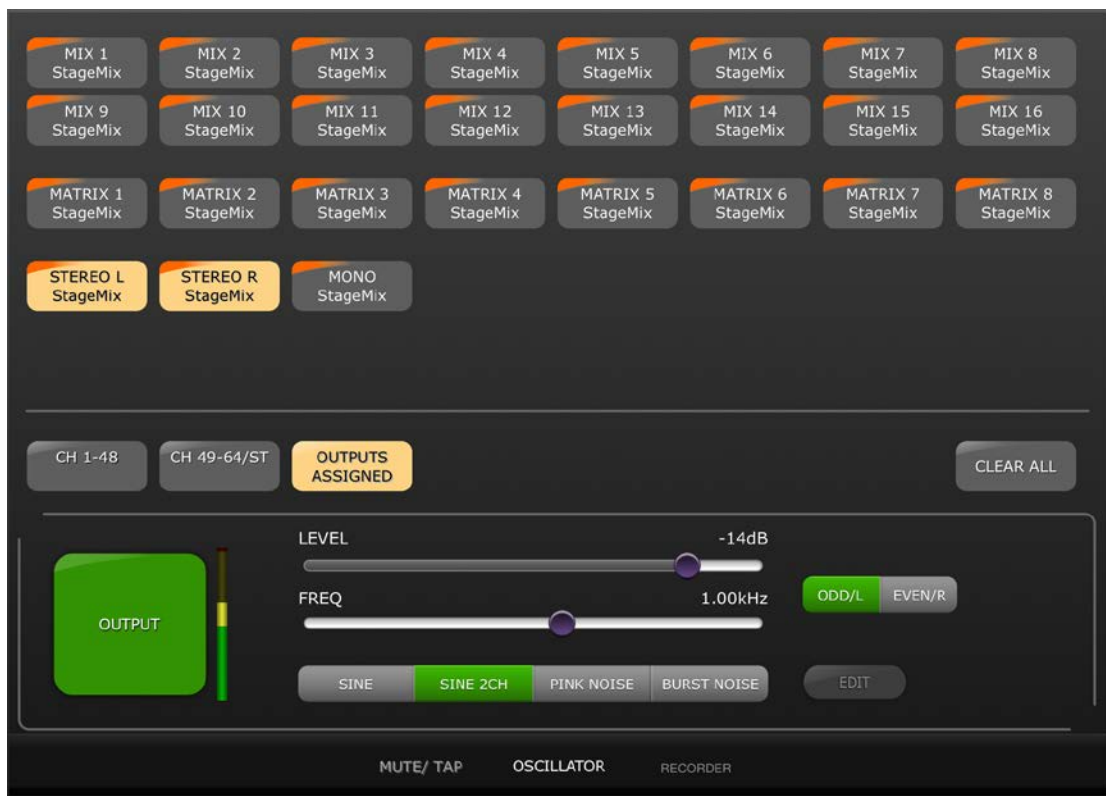 MIX 1 MIX 2 MIX 3 MIX 4 MIX 5 MIX 6 MIX 7 MIX 8
StageMix StageMix StageMix StageMix StageMix StageMix StageMix StageMix
MIX 9 MIX 10 MIX 11 MIX 12 MIX 13 MIX 14 MIX 15 MIX 16
StageMix StageMix StageMix StageMix StageMix StageMix StageMix StageMix
MATRIX 1 MATRIX 2 MATRIX 3 MATRIX 4 MATRIX 5 MATRIX 6 MATRIX 7 MATRIX 8
StageMix StageMix StageMix StageMix StageMix StageMix StageMix StageMix
STEREO L STEREO R MONO
StageMix StageMix StageMix
CH 1-48 CH 49-64/ST OUTPUTS
ASSIGNED
CLEAR ALL
LEVEL -14dB
FREQ 1.00kHz
ODD/L EVEN/R
OUTPUT
SINE SINE 2CH PINK NOISE BURST NOISE EDIT
MUTE/ TAP OSCILLATOR RECORDER